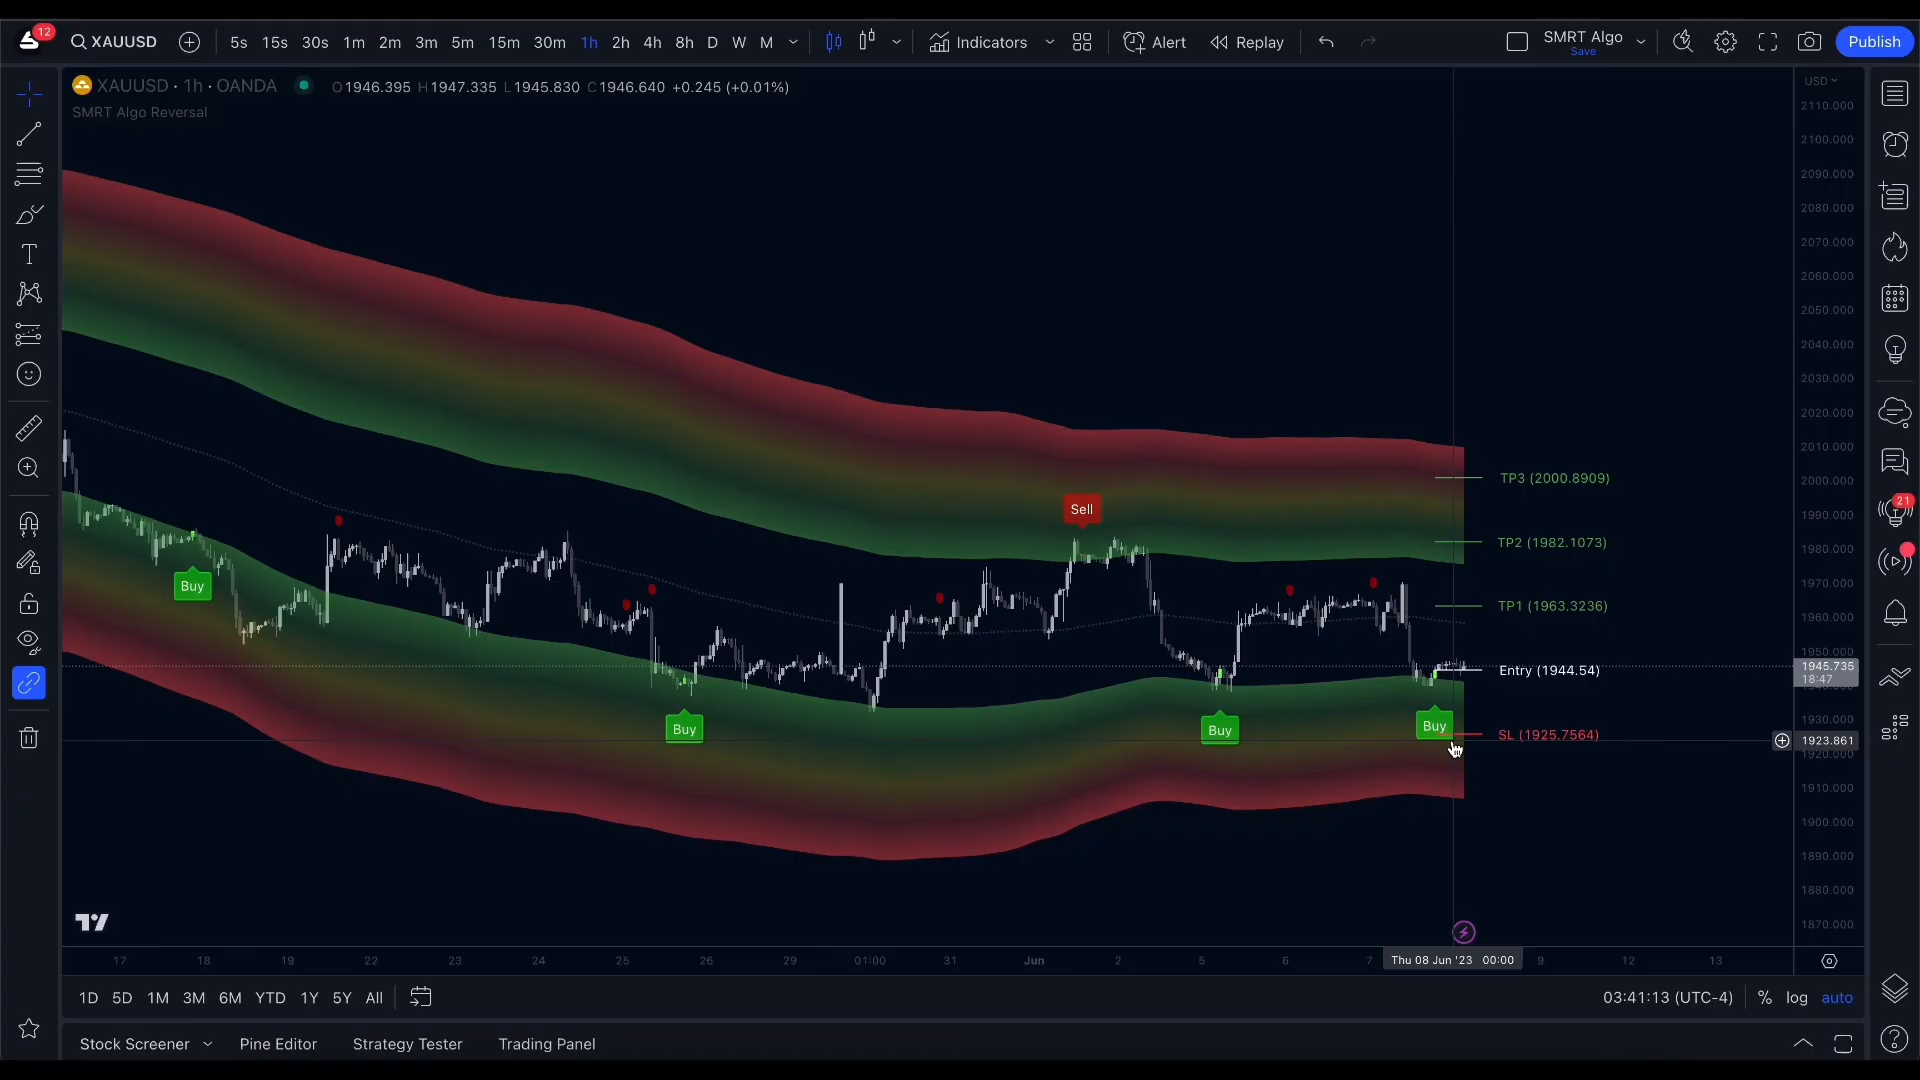 12
XAUUSD
5s 15s 30s 1m 2m 3m 5m 15m 30m 1h 2h 4h 8h D W M
Indicators
Alert
Replay
SMRT Algo
Save
Publish
XAUUSD · 1h · OANDA
O1946.395 H1947.335 L1945.830 C1946.640 +0.245 (+0.01%)
SMRT Algo Reversal
USD
2110.000
2100.000
2090.000
2080.000
2070.000
2060.000
2050.000
2040.000
2030.000
2020.000
2010.000
2000.000
1990.000
1980.000
1970.000
1960.000
1950.000
1945.735
18:47
1930.000
1923.861
1920.000
1910.000
1900.000
1890.000
1880.000
1870.000
21
TP3 (2000.8909)
Sell
TP2 (1982.1073)
Buy
TP1 (1963.3236)
Entry (1944.54)
Buy
Buy
Buy
SL (1925.7564)
17 18 19 22 23 24 25 26 29 01:00 31 Jun 2 5 6 7 Thu 08 Jun '23 00:00 9 12 13
1D 5D 1M 3M 6M YTD 1Y 5Y All
03:41:13 (UTC-4) % log auto
Stock Screener Pine Editor Strategy Tester Trading Panel